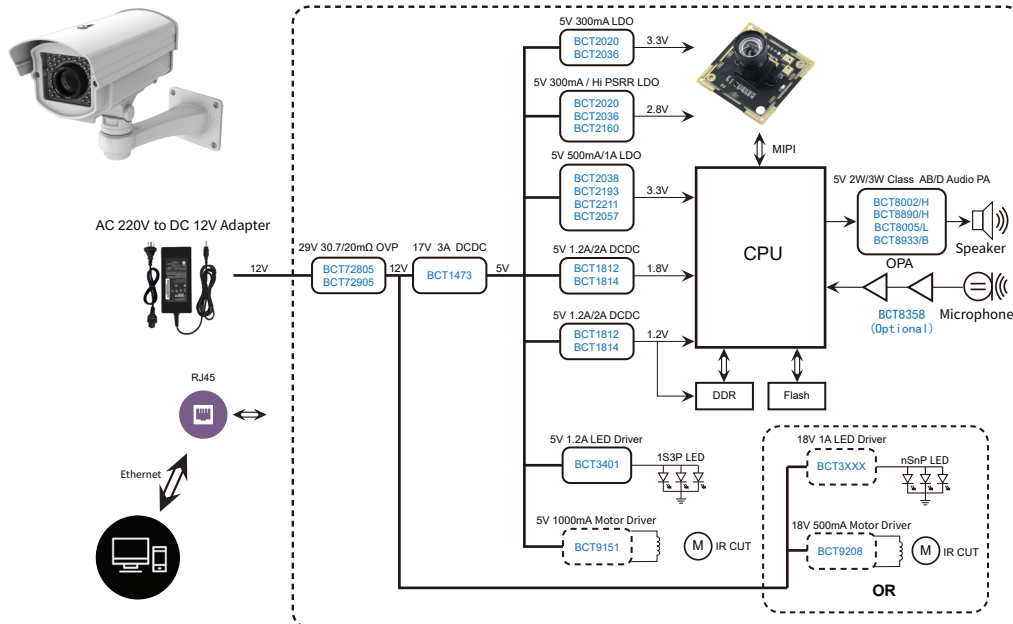 5V 300mA LDO
BCT2020
BCT2036
3.3V
5V 300mA / Hi PSRR LDO
BCT2020
BCT2036
BCT2160
2.8V
MIPI
5V 500mA/1A LDO
BCT2038
BCT2193
BCT2211
BCT2057
3.3V
CPU
5V 2W/3W Class AB/D Audio PA
BCT8002/H
BCT8890/H
BCT8005/L
BCT8933/B
Speaker
OPA
BCT8358
(Optional)
Microphone
AC 220V to DC 12V Adapter
12V
29V 30.7/20mΩ OVP
BCT72805
BCT72905
12V
17V 3A DCDC
BCT1473
5V
5V 1.2A/2A DCDC
BCT1812
BCT1814
1.8V
5V 1.2A/2A DCDC
BCT1812
BCT1814
1.2V
DDR
Flash
RJ45
Ethernet
5V 1.2A LED Driver
BCT3401
1S3P LED
5V 1000mA Motor Driver
BCT9151
M
IR CUT
18V 1A LED Driver
BCT3XXX
nSnP LED
18V 500mA Motor Driver
BCT9208
M
IR CUT
OR